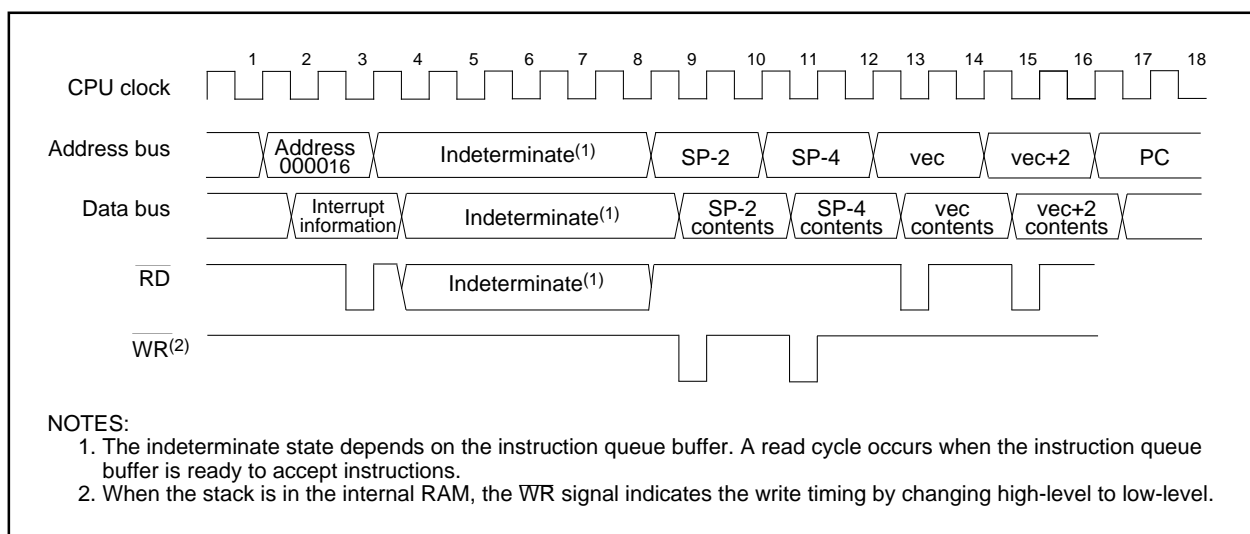 1 2 3 4 5 6 7 8 9 10 11 12 13 14 15 16 17 18
CPU clock
Address bus
Address
000016
Indeterminate(1)
SP-2
SP-4
vec
vec+2
PC
Data bus
Interrupt
information
Indeterminate(1)
SP-2
contents
SP-4
contents
vec
contents
vec+2
contents
RD
Indeterminate(1)
WR(2)
NOTES:
1. The indeterminate state depends on the instruction queue buffer. A read cycle occurs when the instruction queue
buffer is ready to accept instructions.
2. When the stack is in the internal RAM, the WR signal indicates the write timing by changing high-level to low-level.